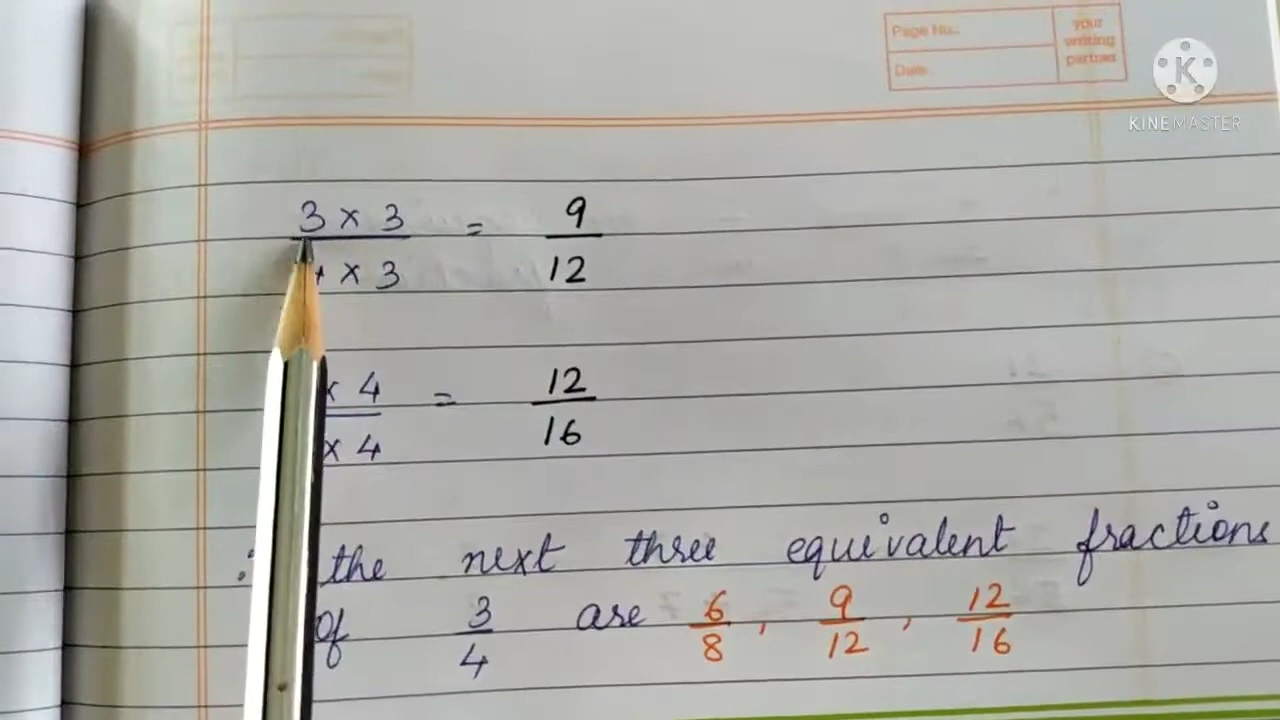 Page No.: your
Date writing
partner
KINEMASTER
3 × 3 = 9
4 × 3 12
× 4 = 12
× 4 16
∴ the next three equivalent fractions
of 3/4 are 6/8, 9/12, 12/16